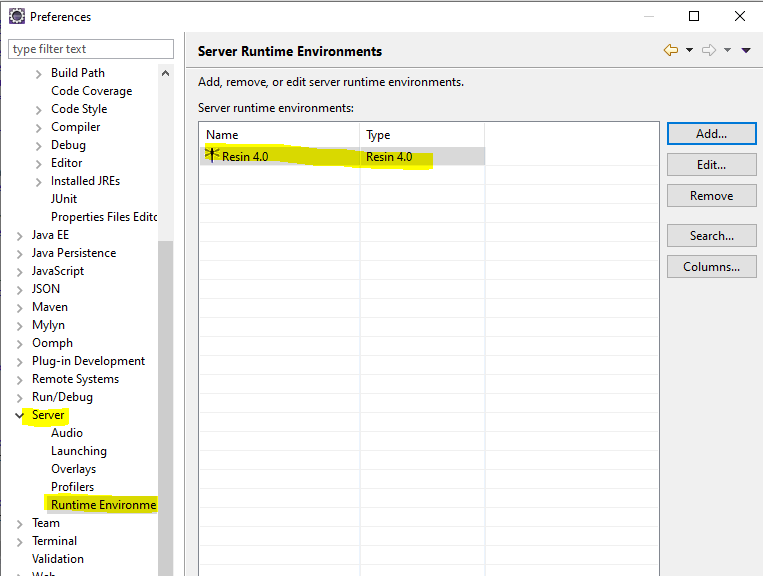 Preferences
type filter text
Build Path
Code Coverage
Code Style
Compiler
Debug
Editor
Installed JREs
JUnit
Properties Files Edito
Java EE
Java Persistence
JavaScript
JSON
Maven
Mylyn
Oomph
Plug-in Development
Remote Systems
Run/Debug
Server
Audio
Launching
Overlays
Profilers
Runtime Environme
Team
Terminal
Validation
Web
Server Runtime Environments
Add, remove, or edit server runtime environments.
Server runtime environments:
Name Type
Resin 4.0 Resin 4.0
Add...
Edit...
Remove
Search...
Columns...